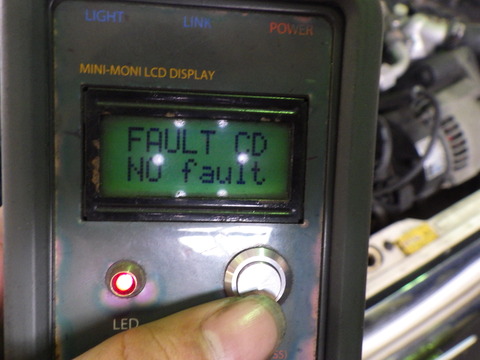 LIGHT LINK POWER
MINI-MONI LCD DISPLAY
FAULT CD
NO fault
LED